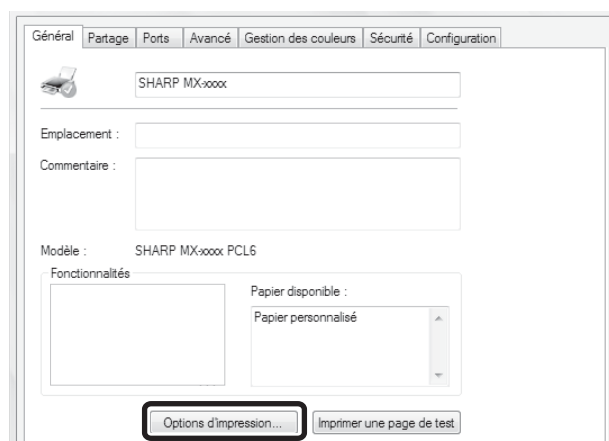 Général Partage Ports Avancé Gestion des couleurs Sécurité Configuration
SHARP MX-xxxx
Emplacement :
Commentaire :
Modèle : SHARP MX-xxxx PCL6
Fonctionnalités
Papier disponible :
Papier personnalisé
Options d'impression... Imprimer une page de test